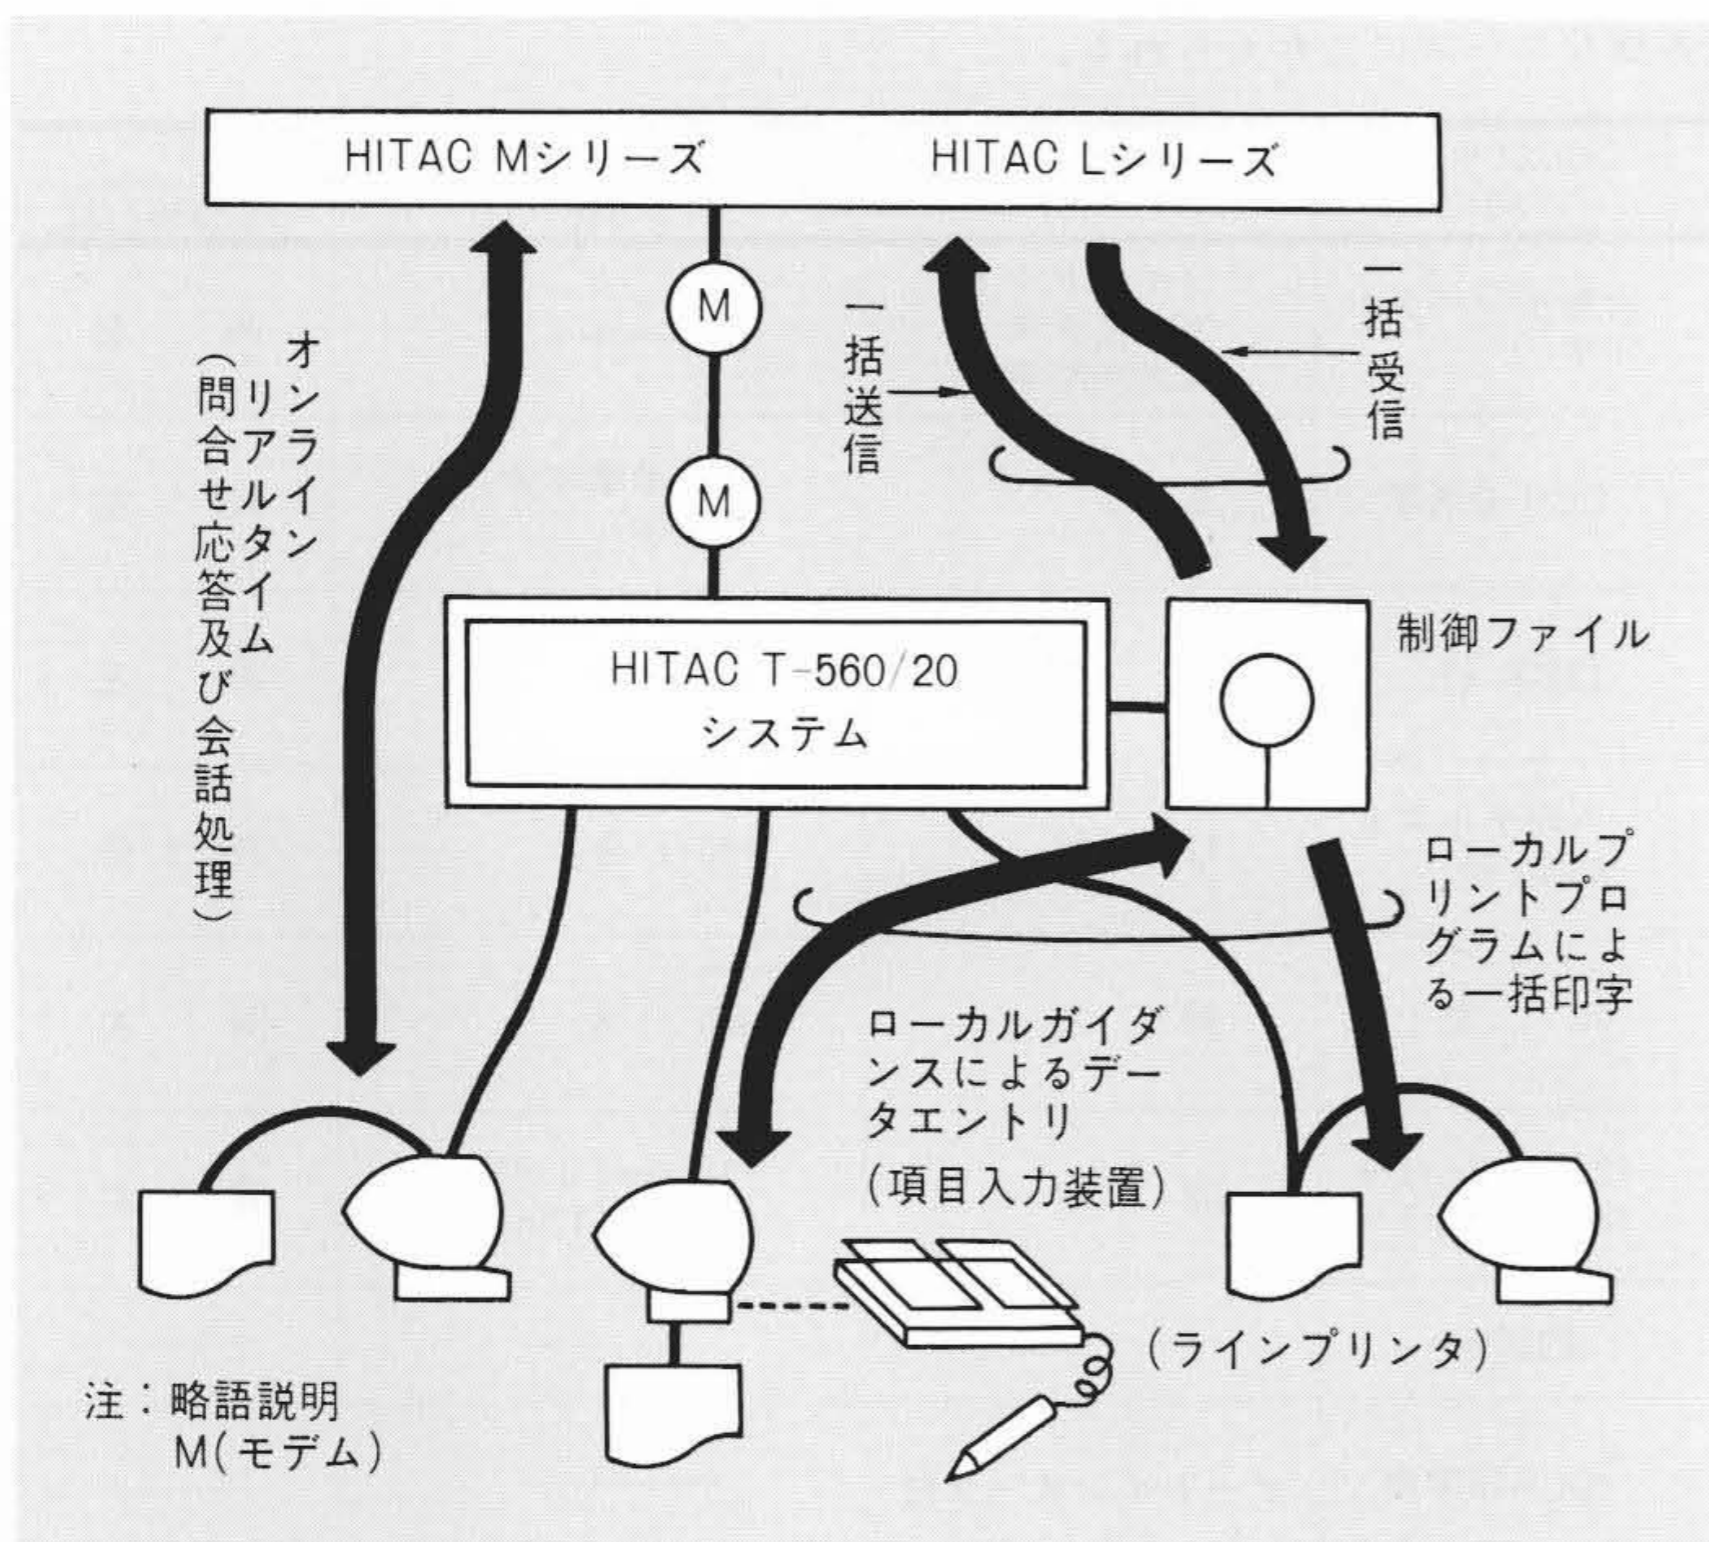 HITAC Mシリーズ
HITAC Lシリーズ
M
M
オンライン
リアルタイム
(問合せ応答及び会話処理)
一括送信
一括受信
HITAC T-560/20
システム
制御ファイル
ローカルプ
リントプロ
グラムによ
る一括印字
ローカルガイダ
ンスによるデー
タエントリ
(項目入力装置)
(ラインプリンタ)
注:略語説明
M(モデム)